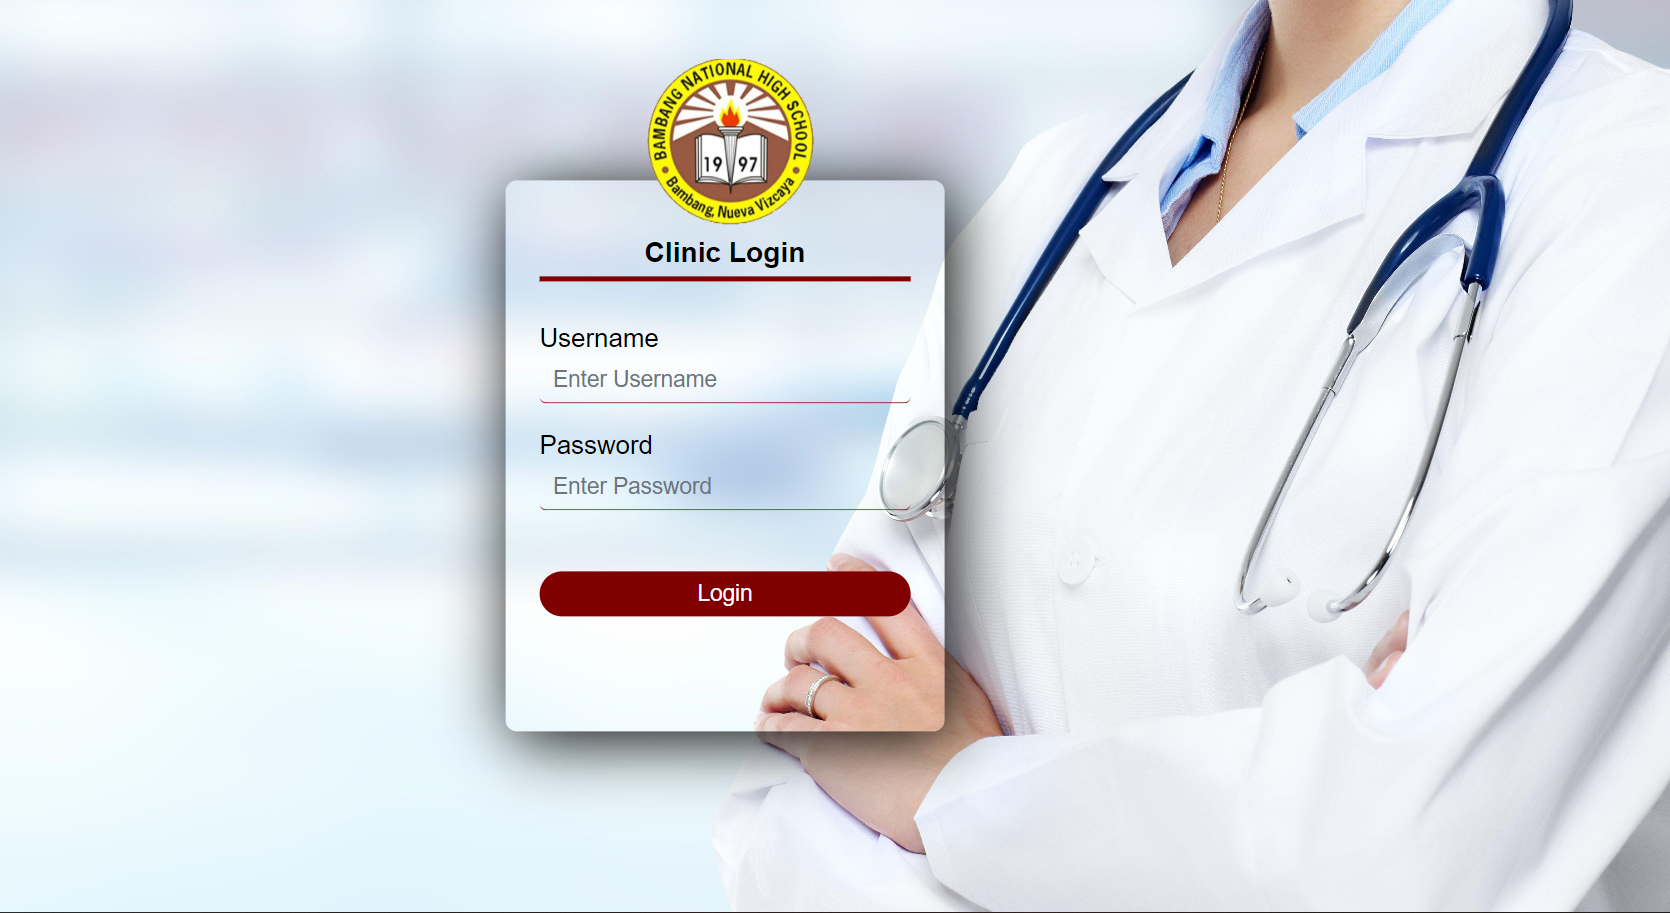 BAMBANG NATIONAL HIGH SCHOOL
19 97
Bambang, Nueva Vizcaya
Clinic Login
Username
Enter Username
Password
Enter Password
Login